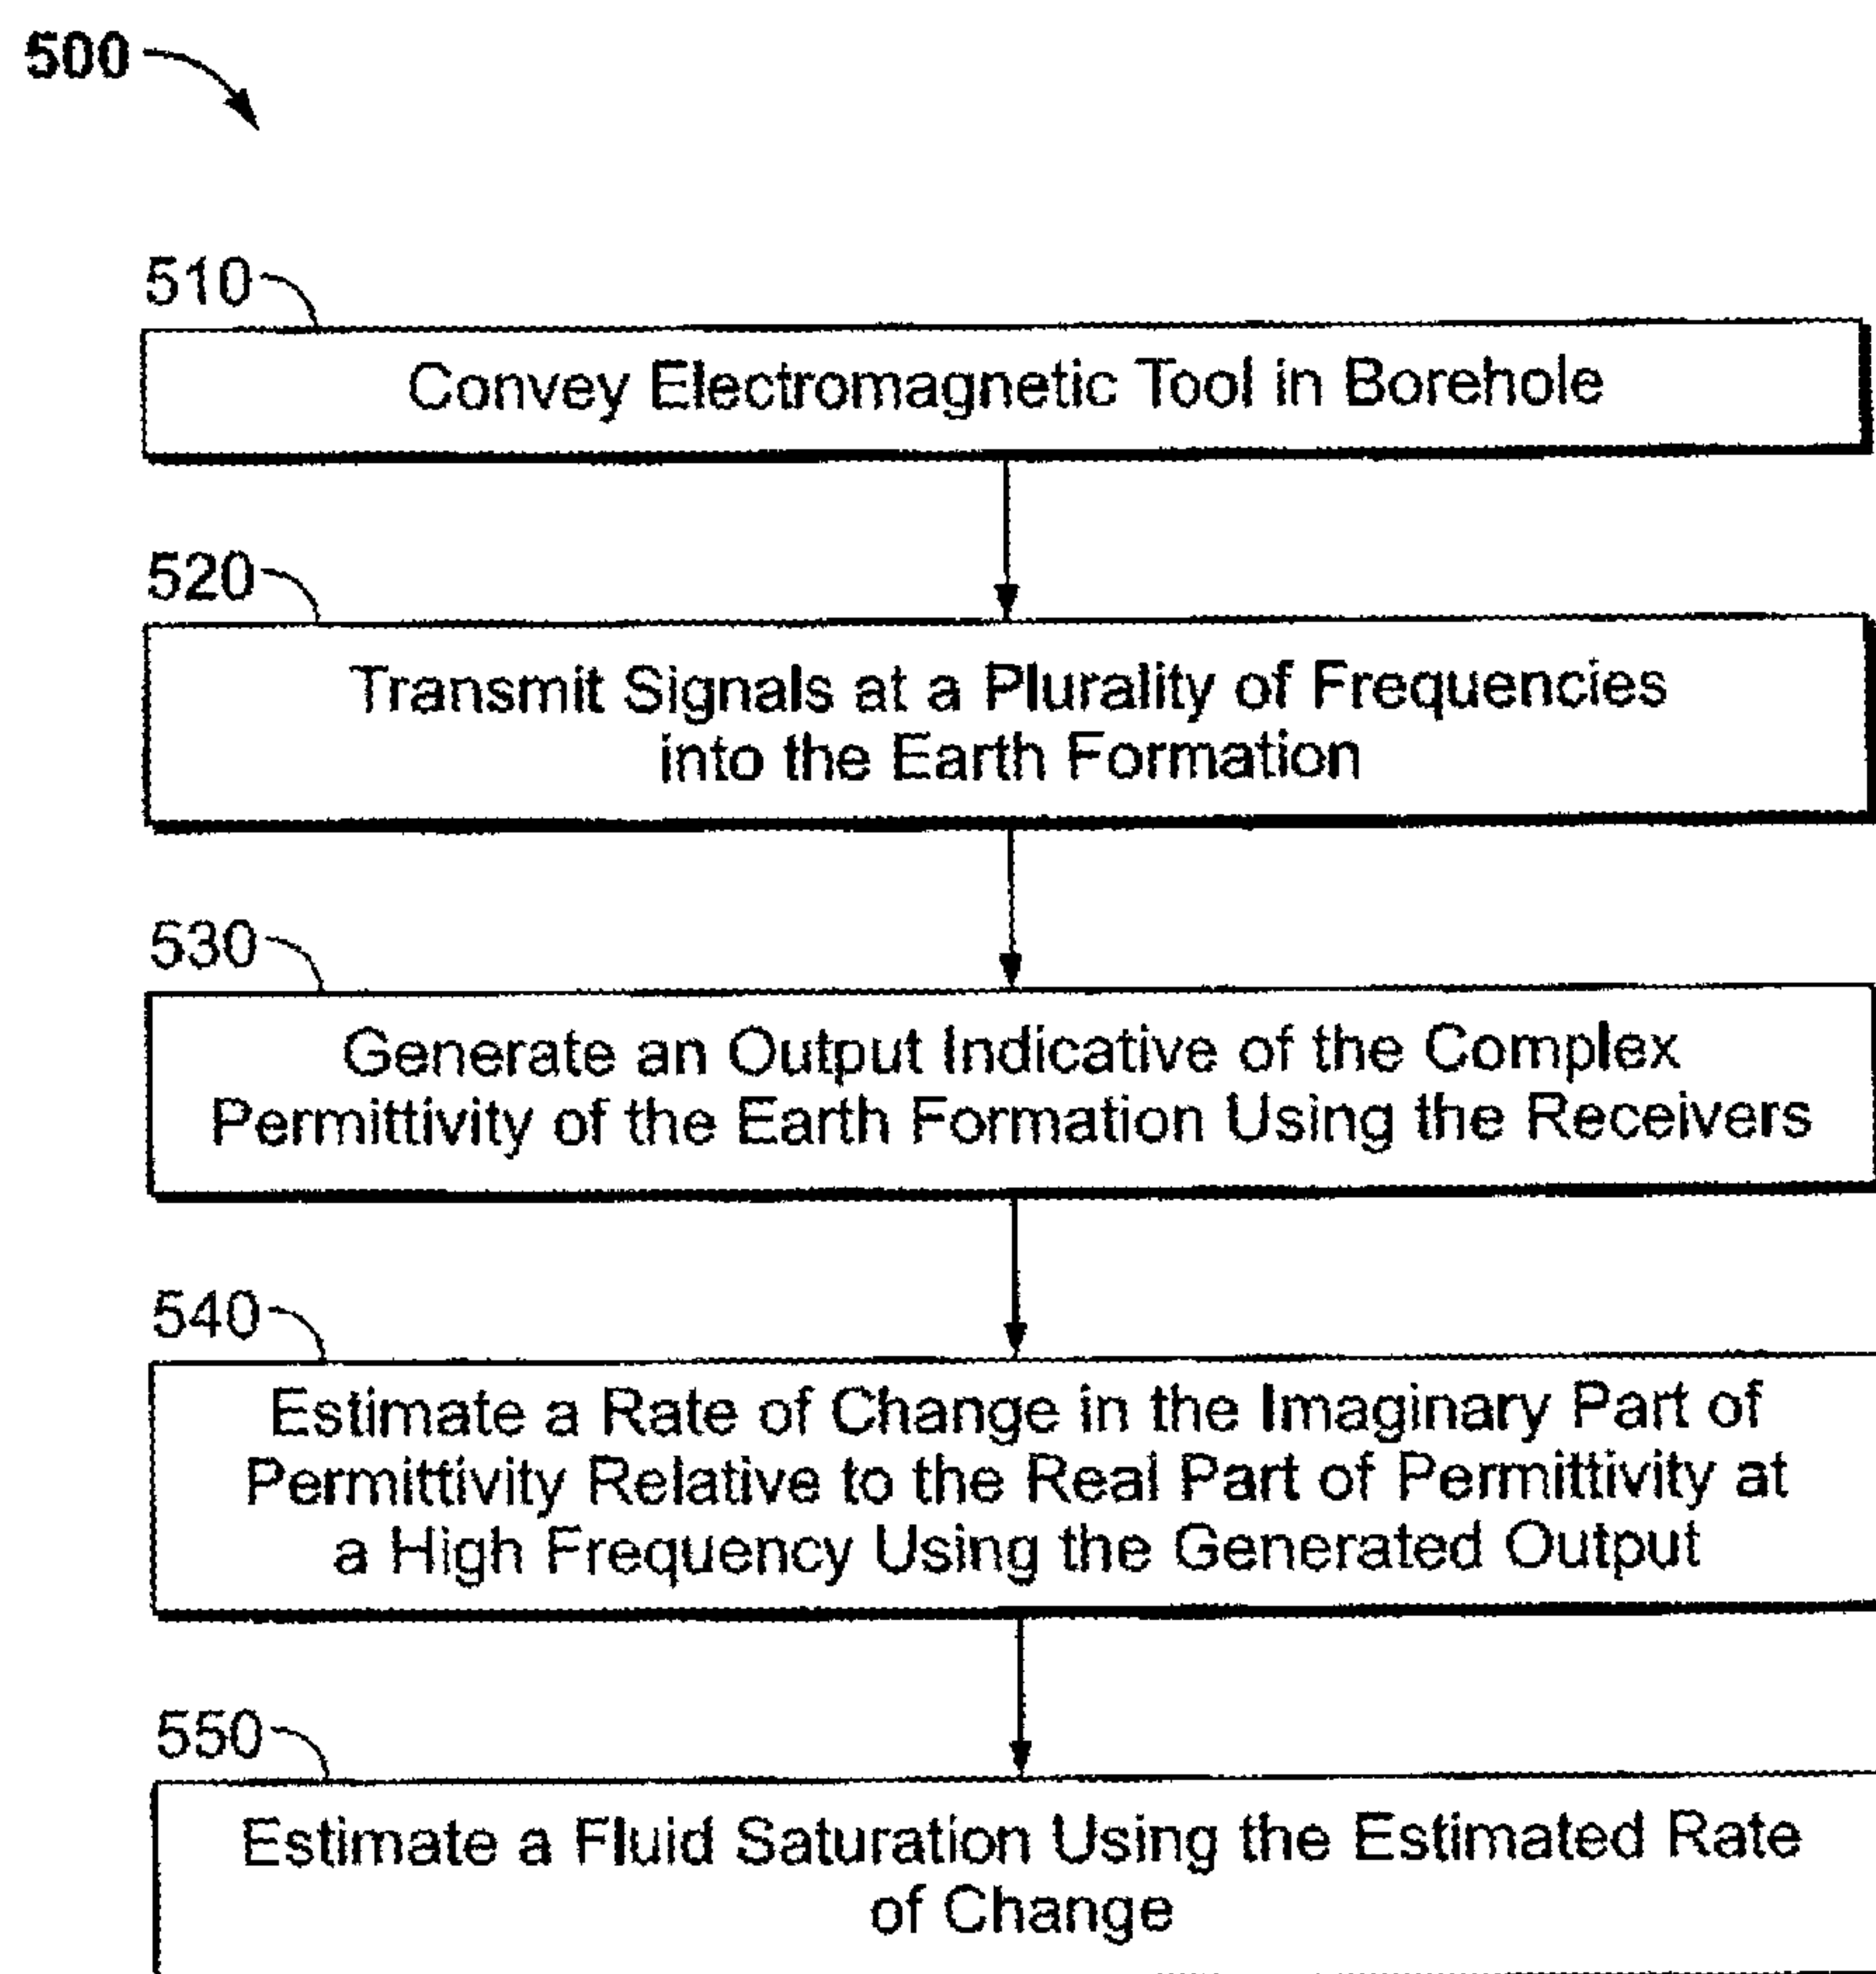 500
510
Convey Electromagnetic Tool in Borehole
520
Transmit Signals at a Plurality of Frequencies
into the Earth Formation
530
Generate an Output Indicative of the Complex
Permittivity of the Earth Formation Using the Receivers
540
Estimate a Rate of Change in the Imaginary Part of
Permittivity Relative to the Real Part of Permittivity at
a High Frequency Using the Generated Output
550
Estimate a Fluid Saturation Using the Estimated Rate
of Change